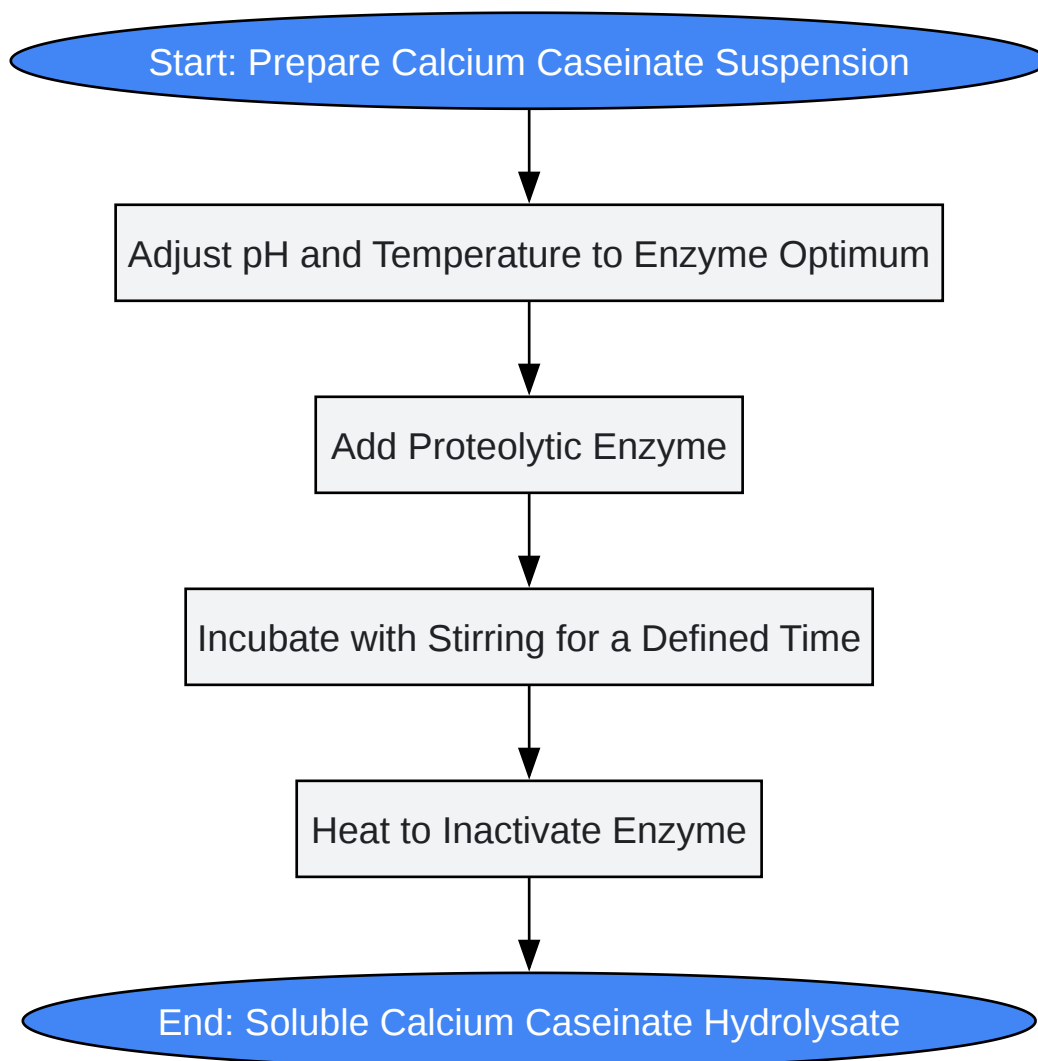 Start: Prepare Calcium Caseinate Suspension
Adjust pH and Temperature to Enzyme Optimum
Add Proteolytic Enzyme
Incubate with Stirring for a Defined Time
Heat to Inactivate Enzyme
End: Soluble Calcium Caseinate Hydrolysate